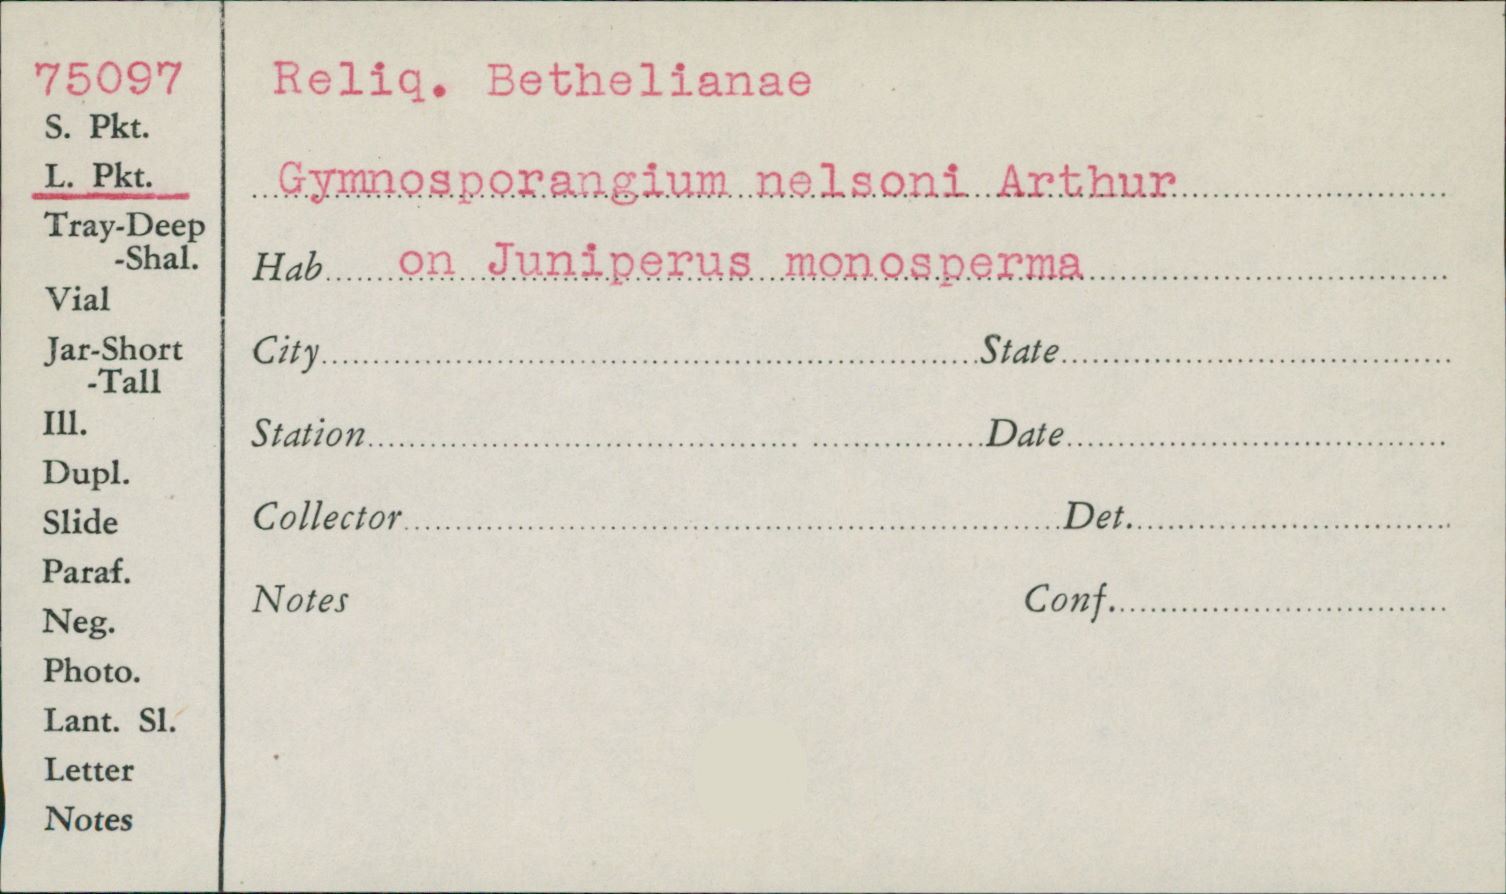 75097
S. Pkt.
L. Pkt.
Tray-Deep
-Shal.
Vial
Jar-Short
-Tall
Ill.
Dupl.
Slide
Paraf.
Neg.
Photo.
Lant. Sl.
Letter
Notes
Reliq. Bethelianae
Gymnosporangium nelsoni Arthur
Hab on Juniperus monosperma
City State
Station Date
Collector Det.
Notes Conf.